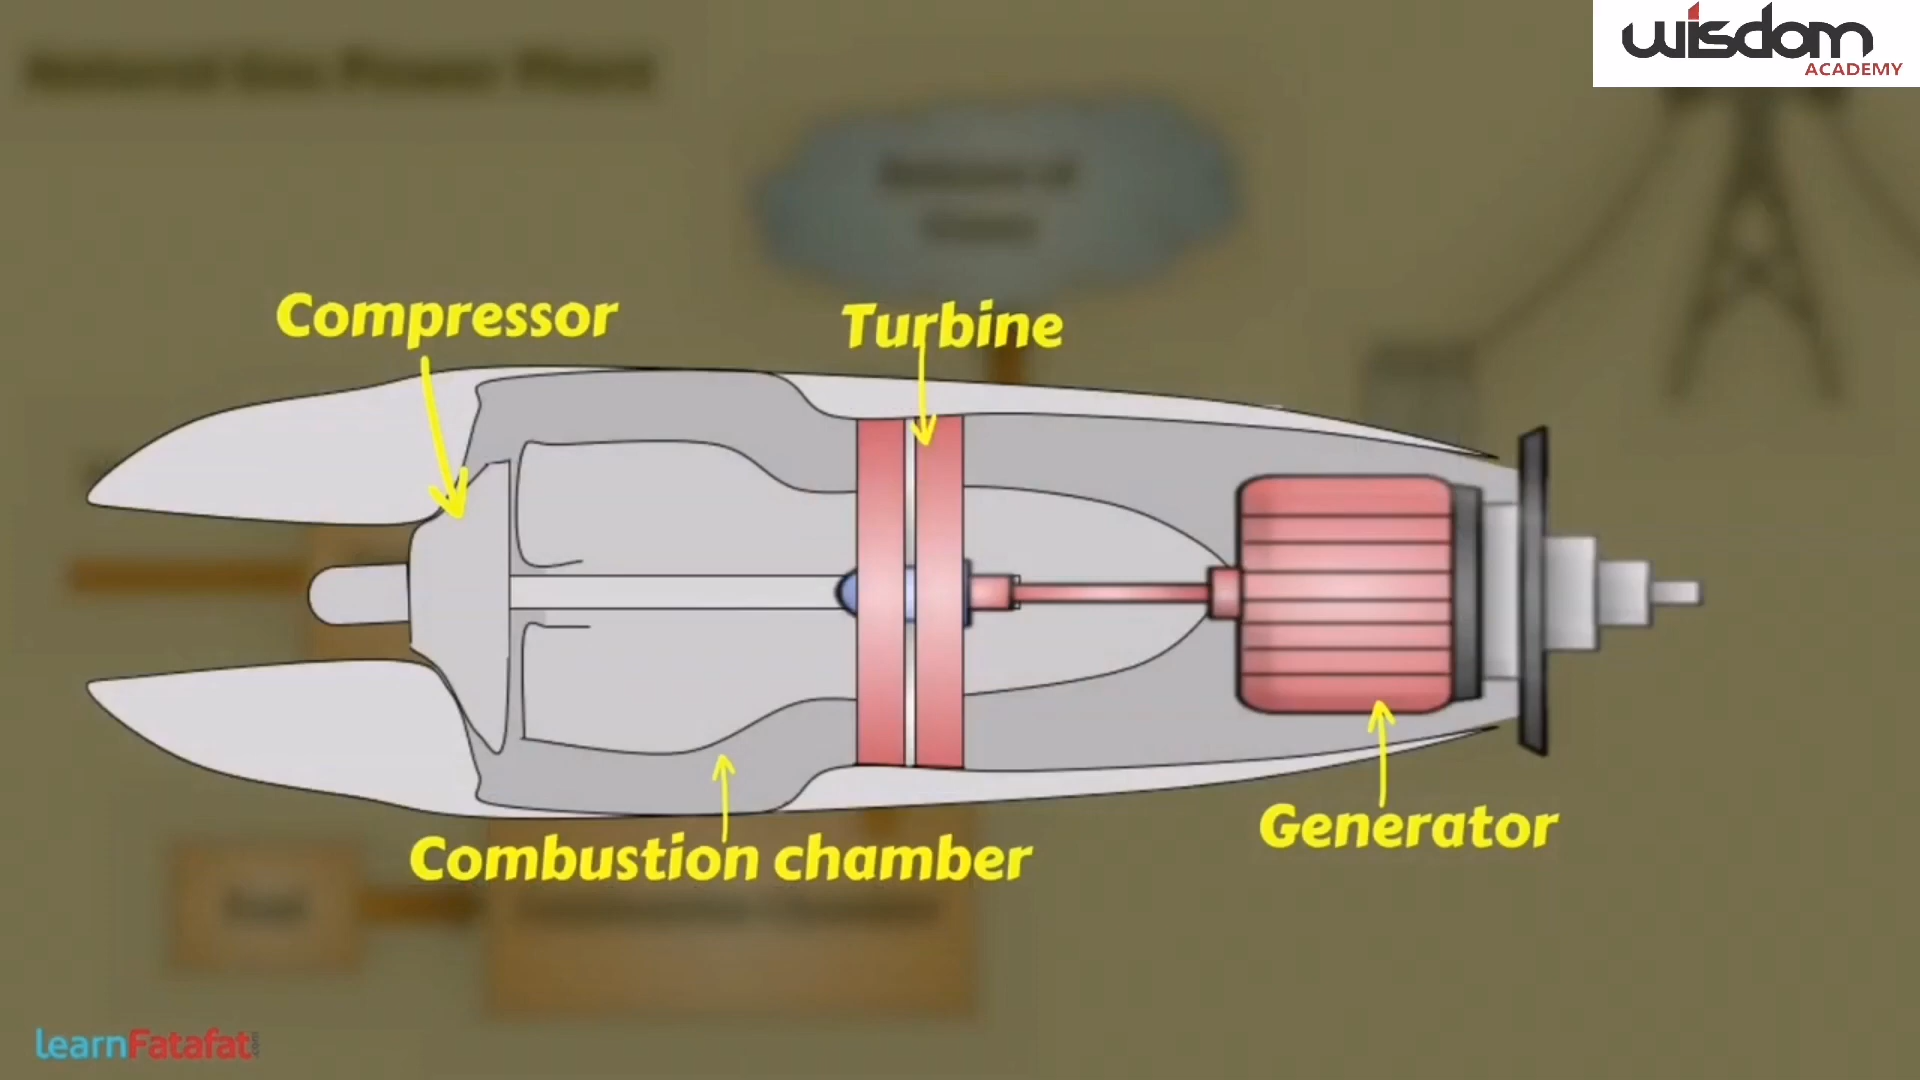 wisdom
ACADEMY
Compressor
Turbine
Combustion chamber
Generator
LearnFatafat